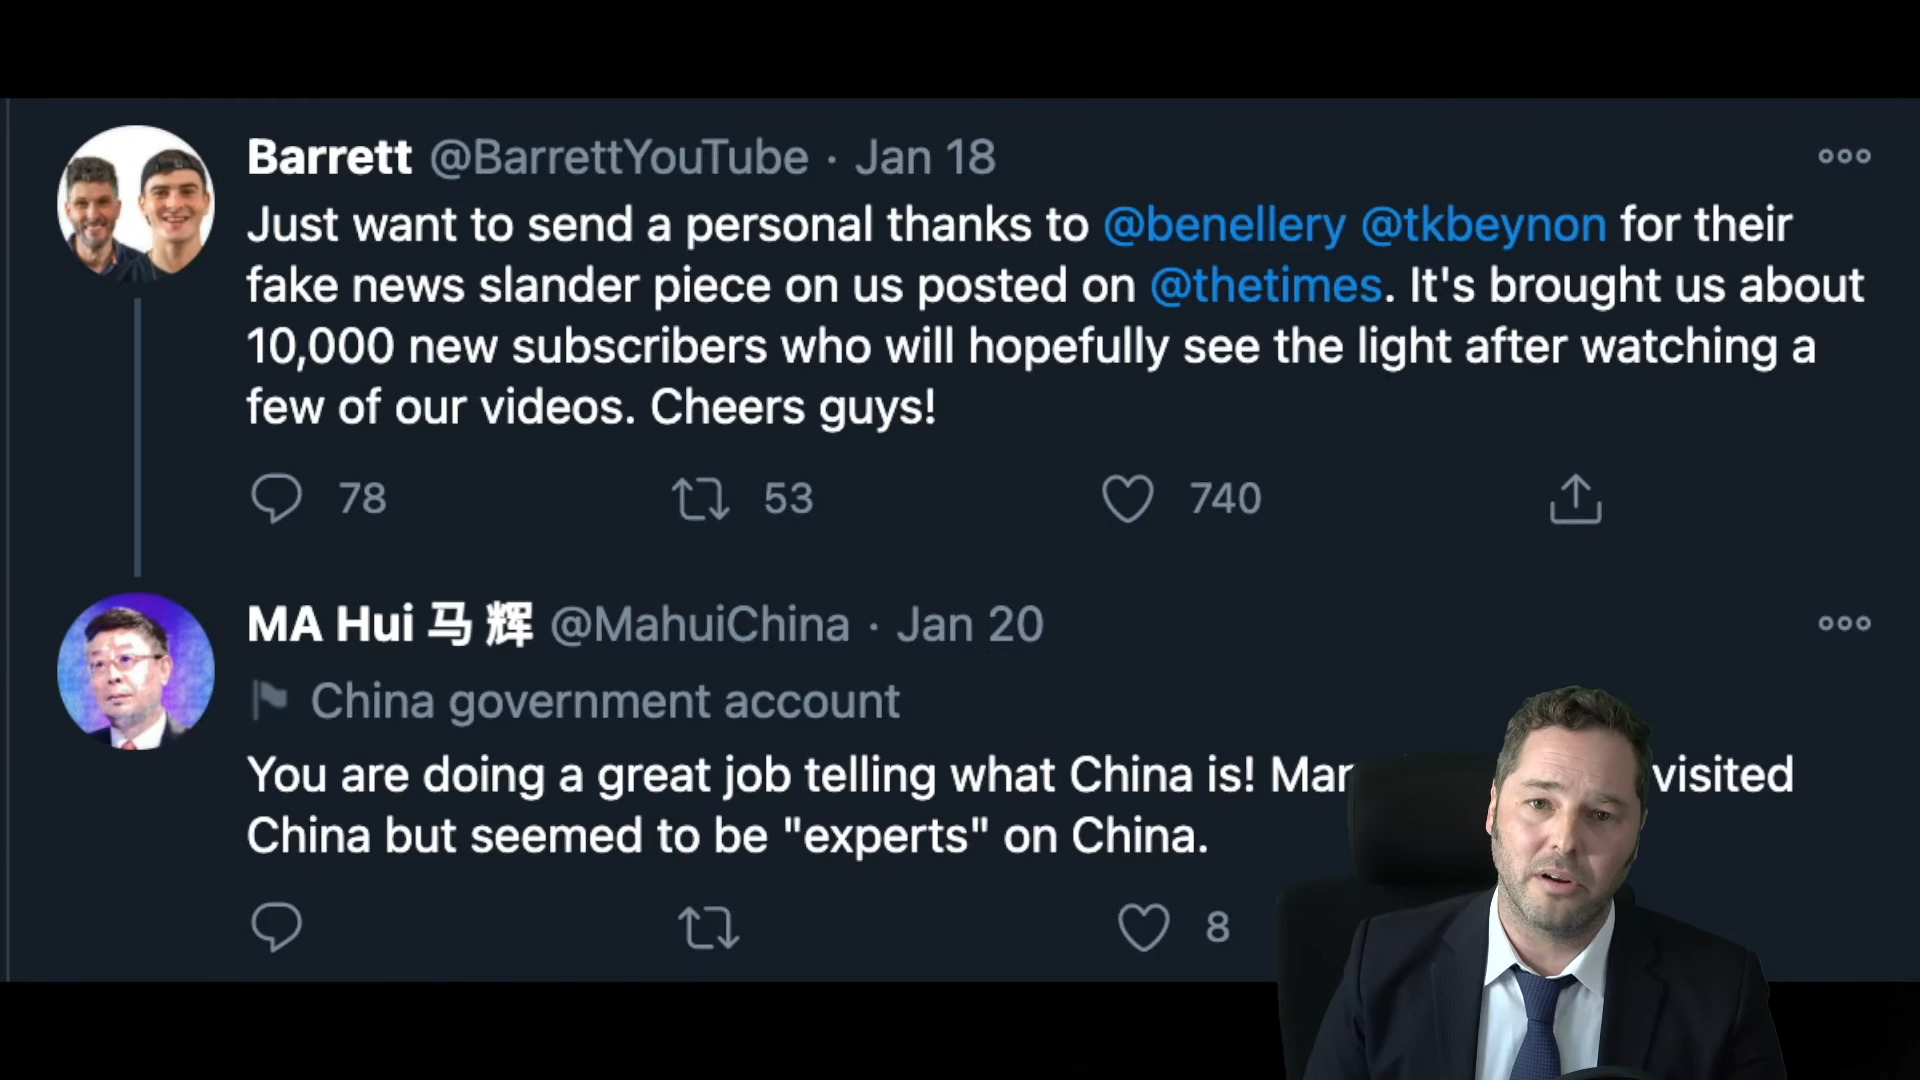 Barrett @BarrettYouTube · Jan 18
Just want to send a personal thanks to @benellery @tkbeynon for their
fake news slander piece on us posted on @thetimes. It's brought us about
10,000 new subscribers who will hopefully see the light after watching a
few of our videos. Cheers guys!
78 53 740
MA Hui 马 辉 @MahuiChina · Jan 20
China government account
You are doing a great job telling what China is! visited
China but seemed to be "experts" on China.
8